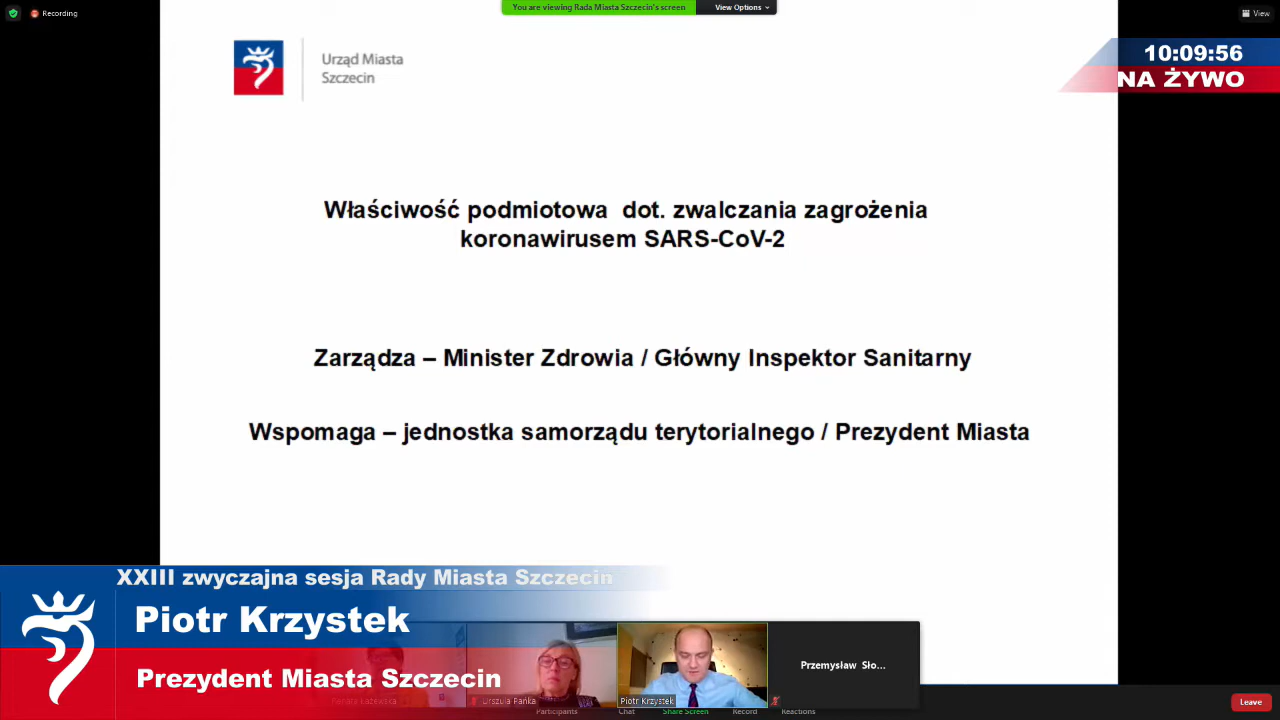 Recording
You are viewing Rada Miasta Szczecin's screen
View Options
View
10:09:56
NA ŻYWO
Urząd Miasta
Szczecin
Właściwość podmiotowa dot. zwalczania zagrożenia
koronawirusem SARS-CoV-2
Zarządza – Minister Zdrowia / Główny Inspektor Sanitarny
Wspomaga – jednostka samorządu terytorialnego / Prezydent Miasta
XXIII zwyczajna sesja Rady Miasta Szczecin
Piotr Krzystek
Prezydent Miasta Szczecin
Urszula Pańka
Piotr Krzystek
Przemysław Sło...
Participants
Chat
Share Screen
Record
Reactions
Leave